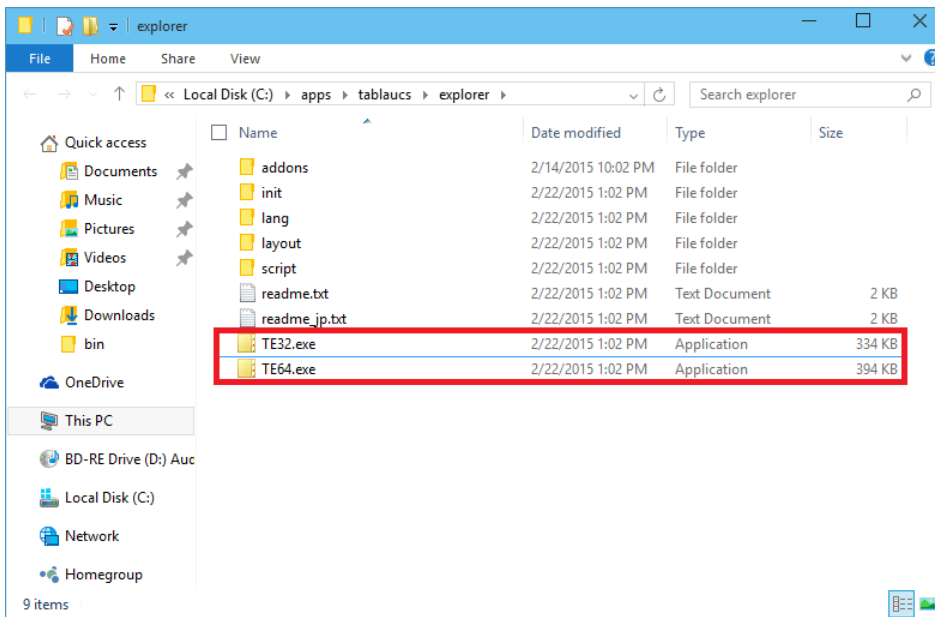 explorer
File Home Share View
« Local Disk (C:) apps tablaucs explorer Search explorer
Name Date modified Type Size
Quick access
Documents
Music
Pictures
Videos
Desktop
Downloads
bin
OneDrive
This PC
BD-RE Drive (D:) Auc
Local Disk (C:)
Network
Homegroup
addons 2/14/2015 10:02 PM File folder
init 2/22/2015 1:02 PM File folder
lang 2/22/2015 1:02 PM File folder
layout 2/22/2015 1:02 PM File folder
script 2/22/2015 1:02 PM File folder
readme.txt 2/22/2015 1:02 PM Text Document 2 KB
readme_jp.txt 2/22/2015 1:02 PM Text Document 2 KB
TE32.exe 2/22/2015 1:02 PM Application 334 KB
TE64.exe 2/22/2015 1:02 PM Application 394 KB
9 items